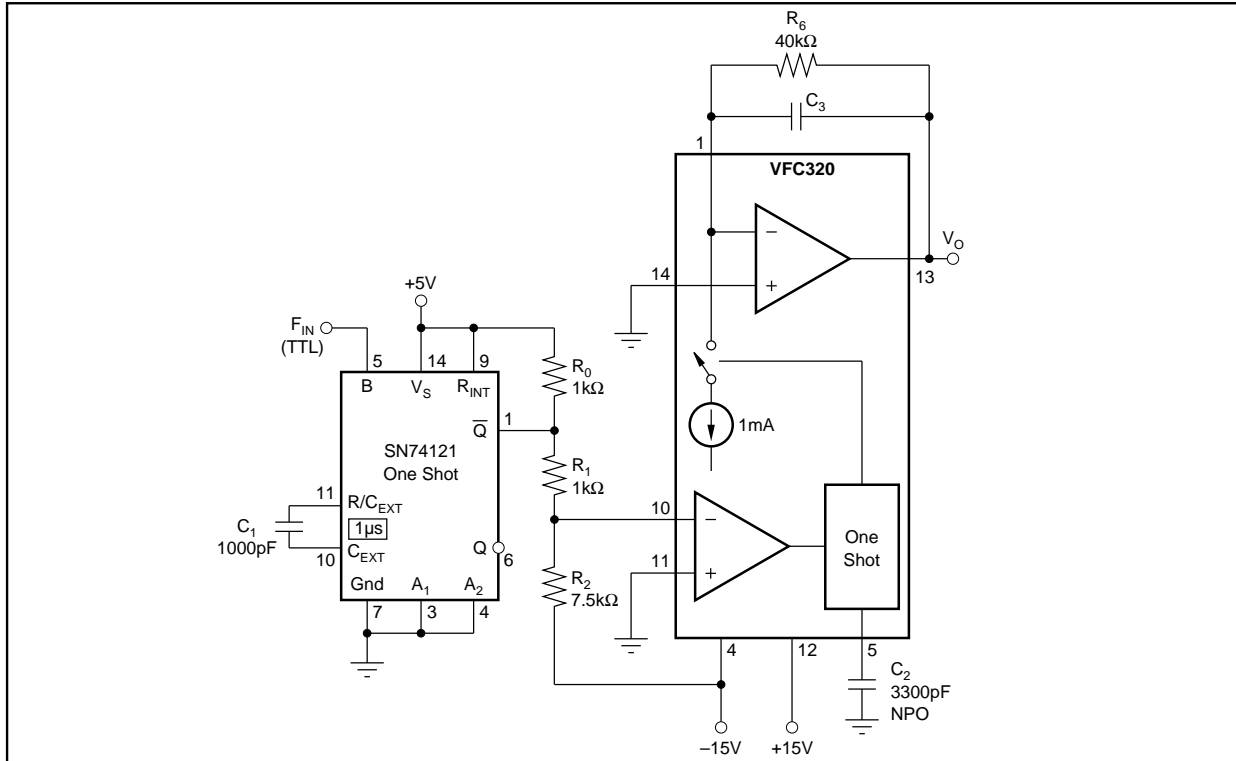 R6
40kΩ
C3
1
VFC320
−
+
14
VO
13
+5V
FIN
(TTL)
5
14
9
B
VS
RINT
R0
1kΩ
Q̅
1
SN74121
One Shot
R1
1kΩ
1mA
11
R/CEXT
C1
1000pF
1µs
10
CEXT
Q
6
10
−
11
+
One
Shot
R2
7.5kΩ
Gnd
A1
A2
7
3
4
4
12
5
C2
3300pF
NPO
–15V
+15V